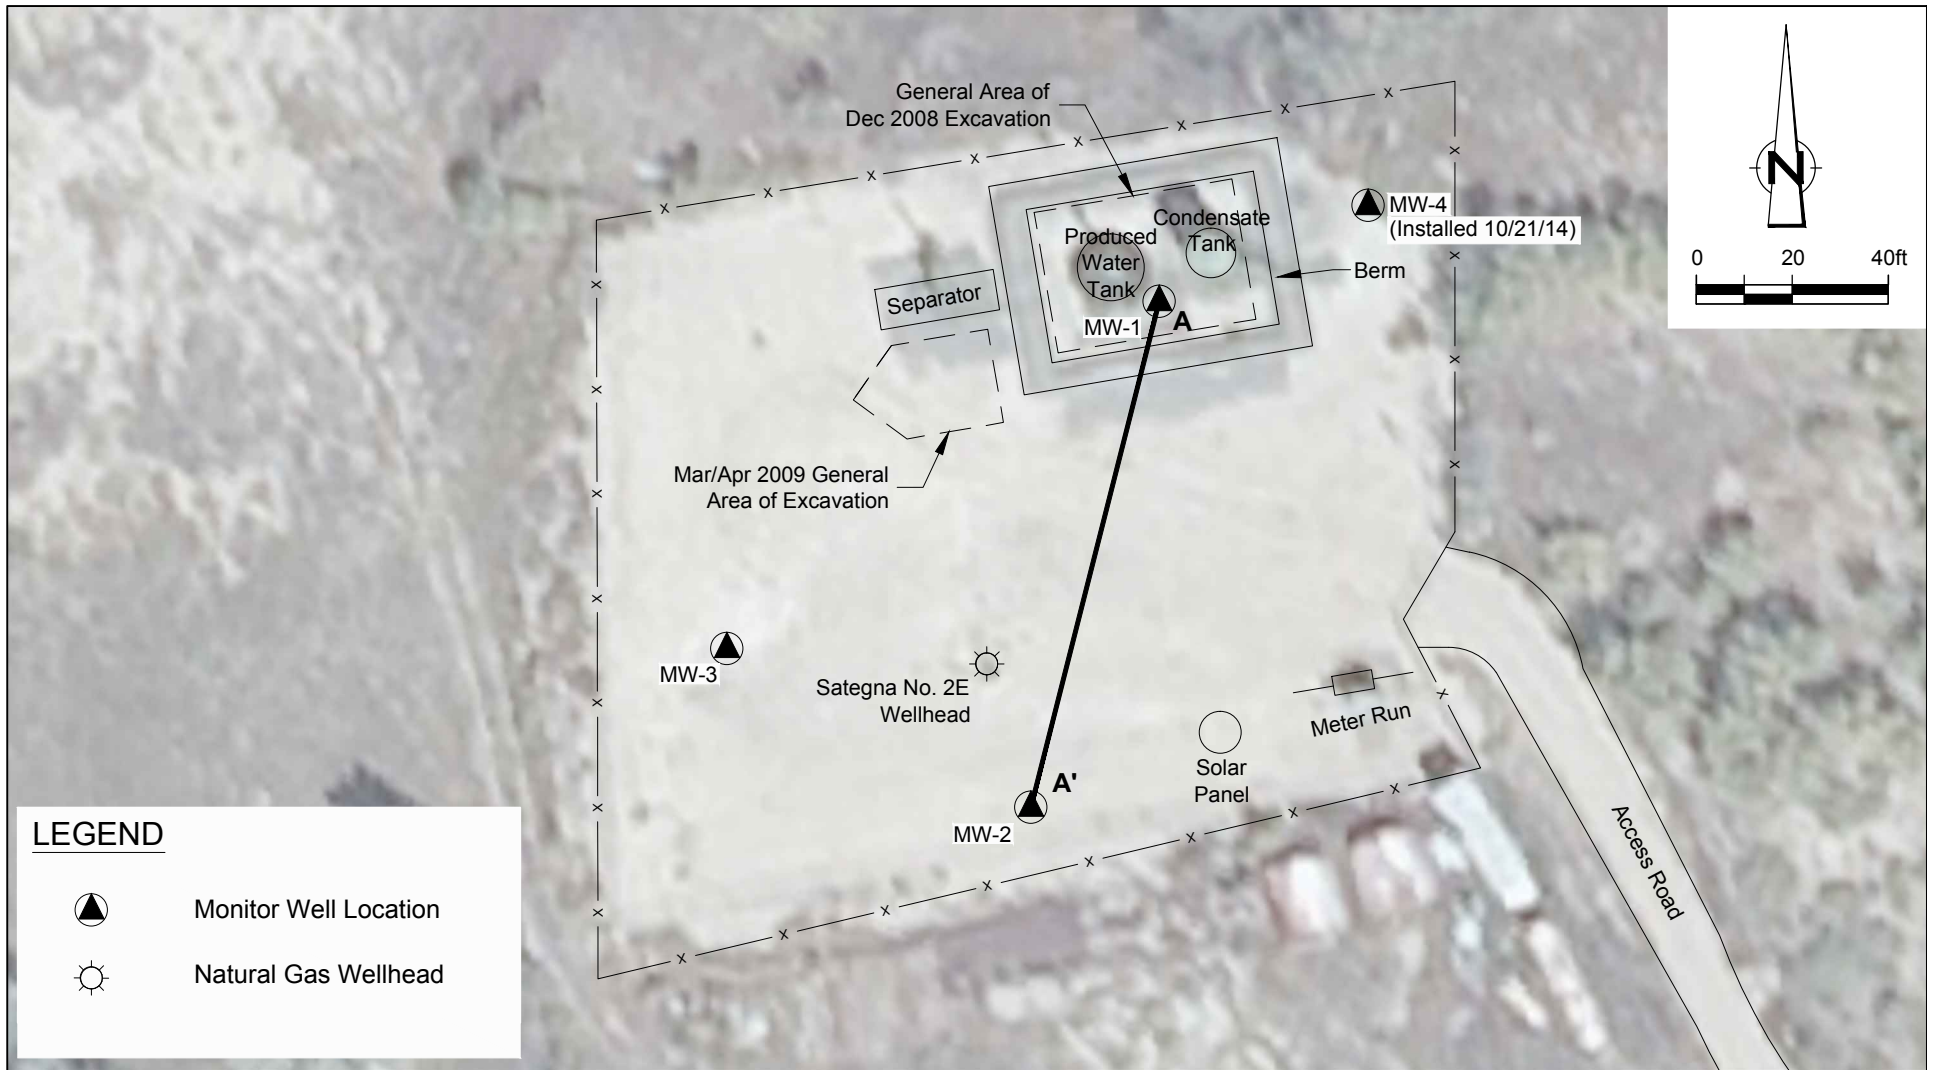 General Area of
Dec 2008 Excavation
N
MW-4
(Installed 10/21/14)
0 20 40ft
Condensate
Tank
Produced
Water
Tank
Berm
Separator
MW-1
A
Mar/Apr 2009 General
Area of Excavation
MW-3
Sategna No. 2E
Wellhead
Meter Run
Solar
Panel
A'
MW-2
Access Road
LEGEND
Monitor Well Location
Natural Gas Wellhead